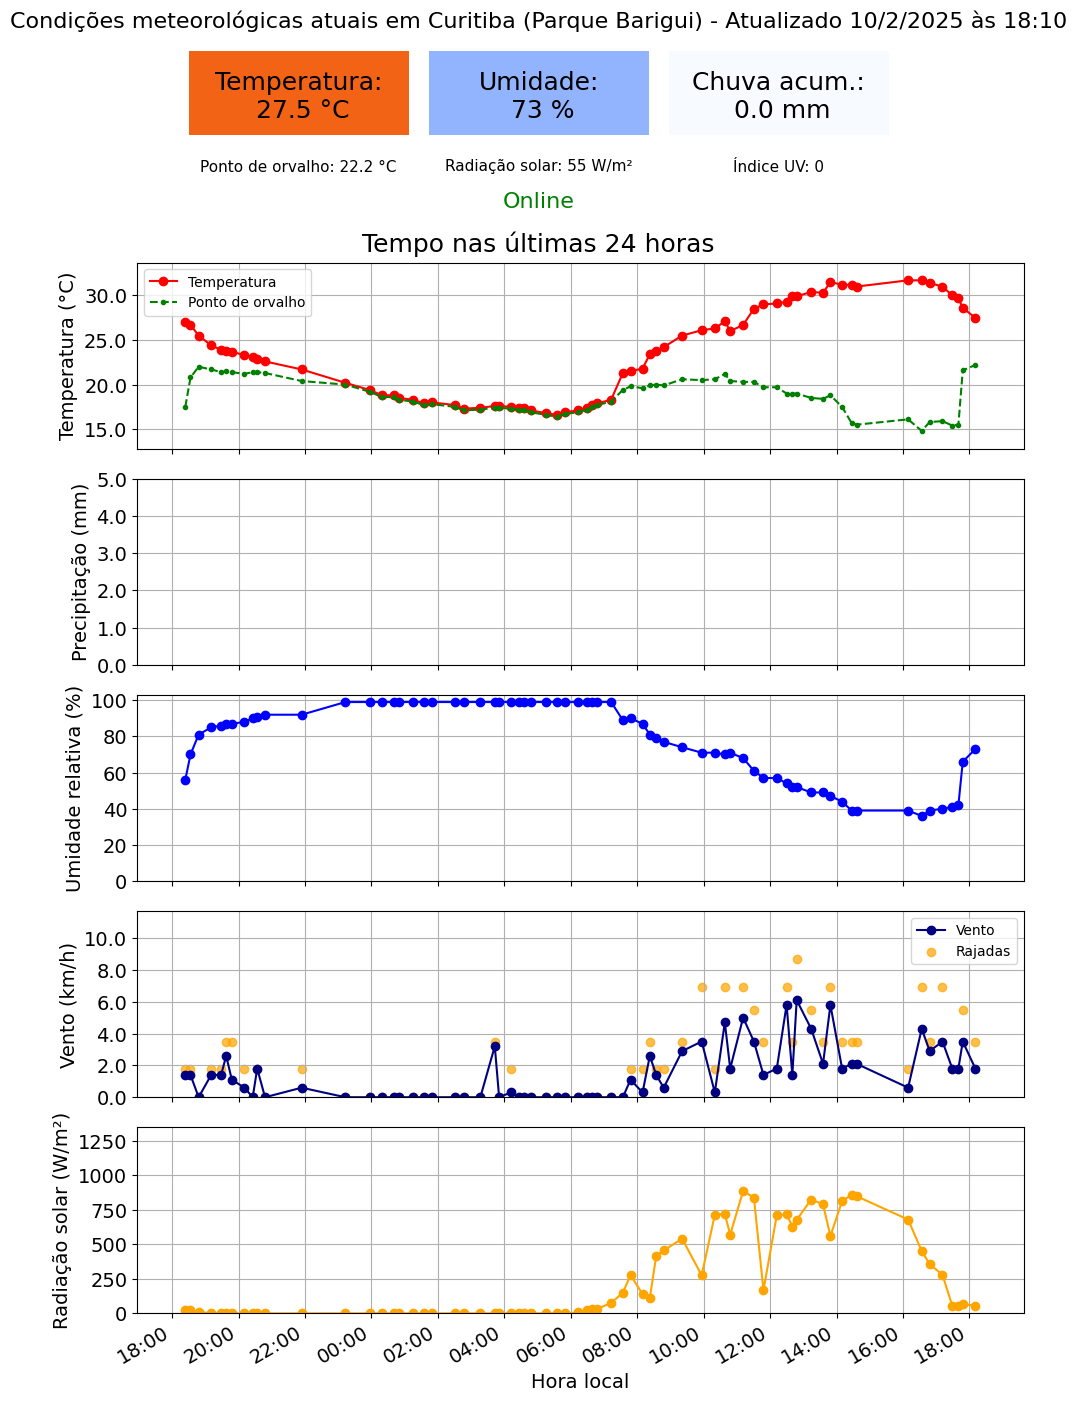 Condições meteorológicas atuais em Curitiba (Parque Barigui) - Atualizado 10/2/2025 às 18:10
Temperatura:
27.5 °C
Umidade:
73 %
Chuva acum.:
0.0 mm
Ponto de orvalho: 22.2 °C
Radiação solar: 55 W/m²
Índice UV: 0
Online
Tempo nas últimas 24 horas
Temperatura (°C)
30.0
25.0
20.0
15.0
Temperatura
Ponto de orvalho
Precipitação (mm)
5.0
4.0
3.0
2.0
1.0
0.0
Umidade relativa (%)
100
80
60
40
20
0
Vento (km/h)
10.0
8.0
6.0
4.0
2.0
0.0
Vento
Rajadas
Radiação solar (W/m²)
1250
1000
750
500
250
0
18:00
20:00
22:00
00:00
02:00
04:00
06:00
08:00
10:00
12:00
14:00
16:00
18:00
Hora local